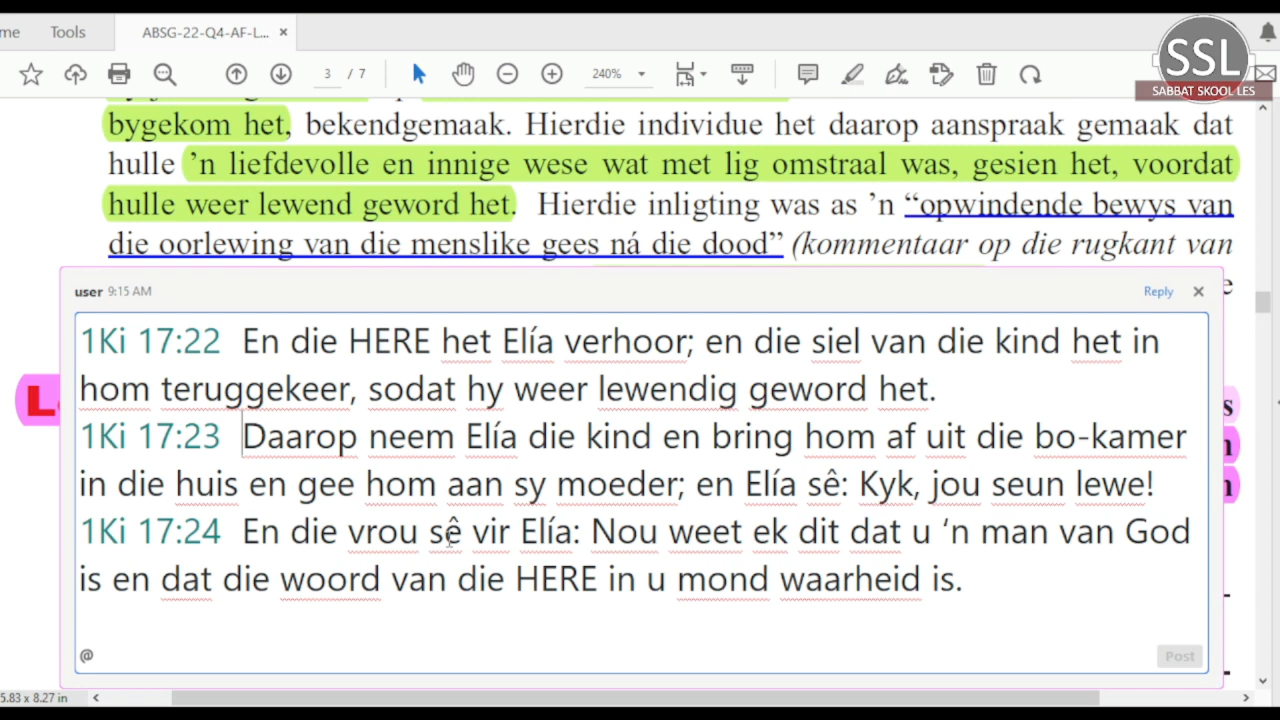 me Tools ABSG-22-Q4-AF-L... ×
3 / 7 240%
SSL
SABBAT SKOOL LES
bygekom het, bekendgemaak. Hierdie individue het daarop aanspraak gemaak dat
hulle ’n liefdevolle en innige wese wat met lig omstraal was, gesien het, voordat
hulle weer lewend geword het. Hierdie inligting was as ’n “opwindende bewys van
die oorlewing van die menslike gees ná die dood” (kommentaar op die rugkant van
e
user 9:15 AM Reply ×
1Ki 17:22 En die HERE het Elía verhoor; en die siel van die kind het in
hom teruggekeer, sodat hy weer lewendig geword het.
1Ki 17:23 Daarop neem Elía die kind en bring hom af uit die bo-kamer
in die huis en gee hom aan sy moeder; en Elía sê: Kyk, jou seun lewe!
1Ki 17:24 En die vrou sê vir Elía: Nou weet ek dit dat u ‘n man van God
is en dat die woord van die HERE in u mond waarheid is.
@ Post
5.83 x 8.27 in